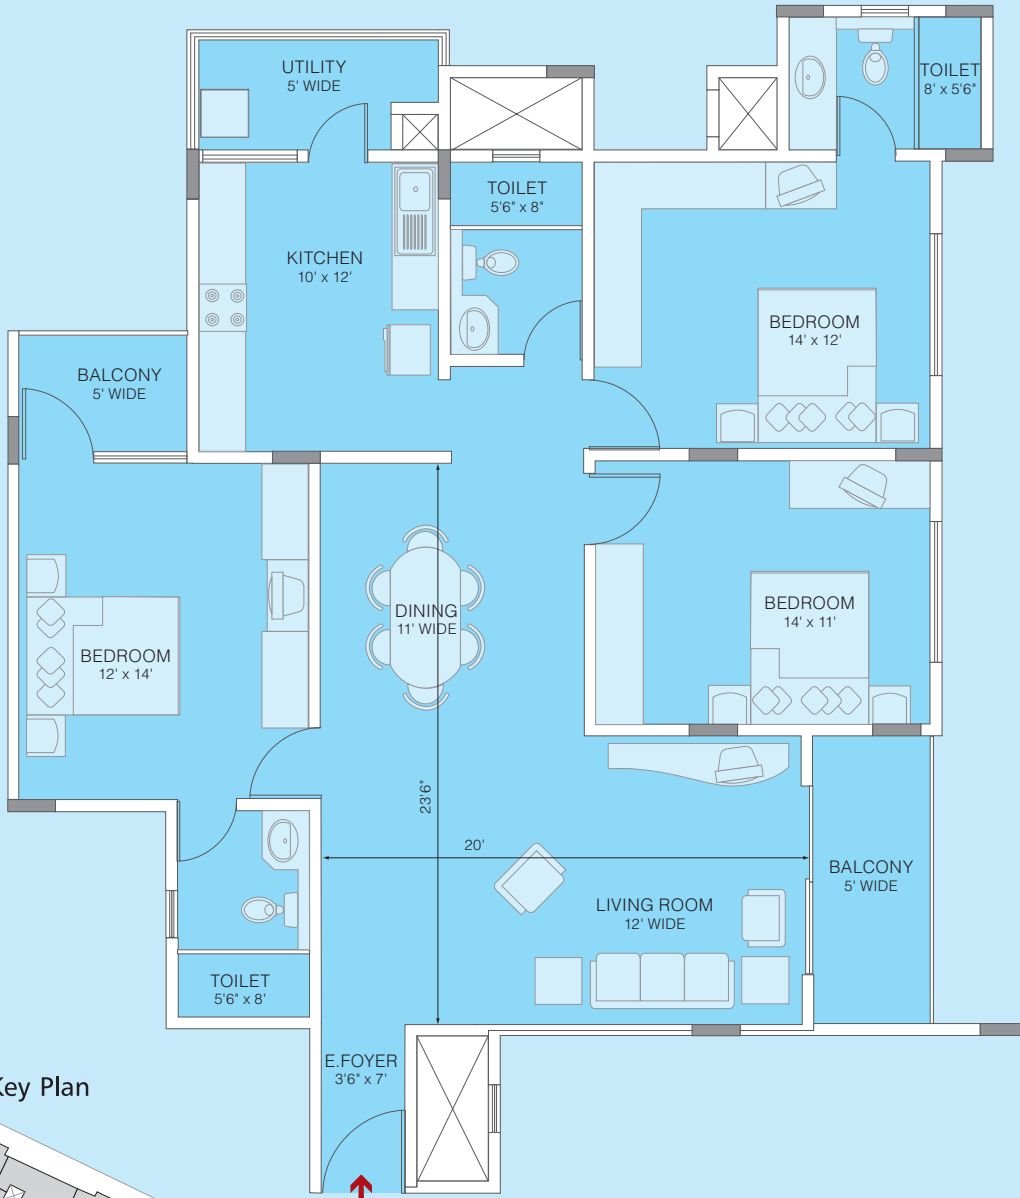 UTILITY
5' WIDE
TOILET
8' x 5'6"
TOILET
5'6" x 8"
KITCHEN
10' x 12'
BEDROOM
14' x 12'
BALCONY
5' WIDE
DINING
11' WIDE
BEDROOM
14' x 11'
BEDROOM
12' x 14'
23'6"
20'
BALCONY
5' WIDE
LIVING ROOM
12' WIDE
TOILET
5'6" x 8'
E.FOYER
3'6" x 7'
Key Plan